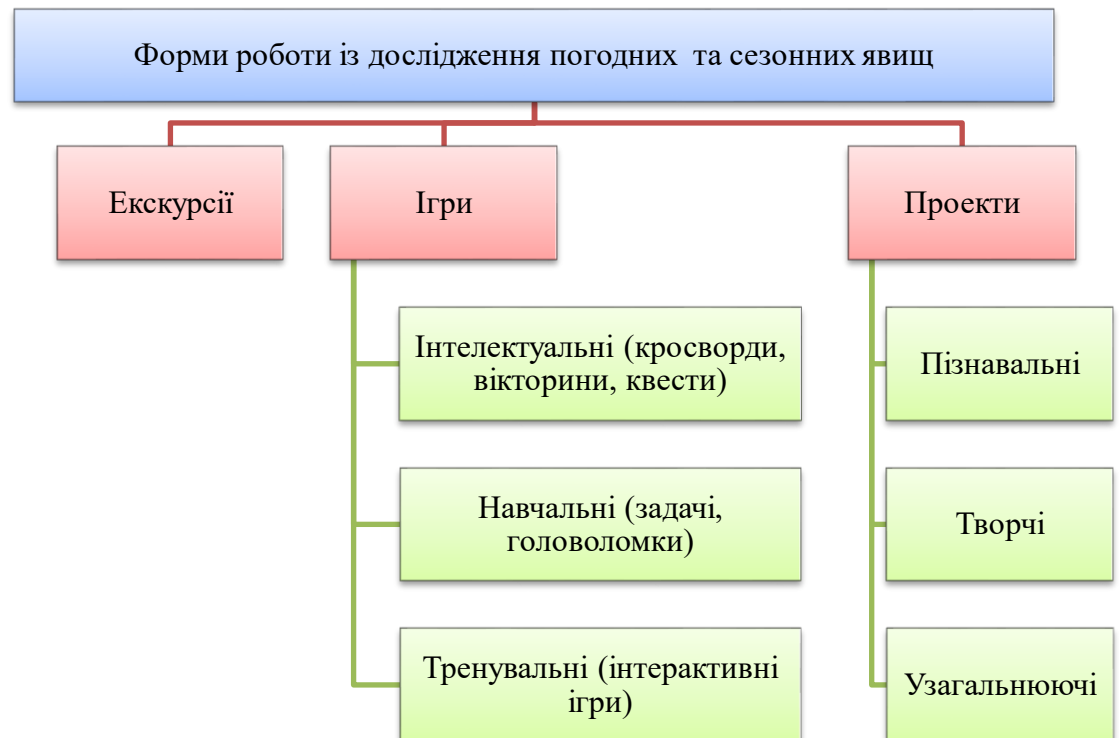 Форми роботи із дослідження погодних та сезонних явищ
Екскурсії
Ігри
Проекти
Інтелектуальні (кросворди,
вікторини, квести)
Навчальні (задачі,
головоломки)
Тренувальні (інтерактивні
ігри)
Пізнавальні
Творчі
Узагальнюючі